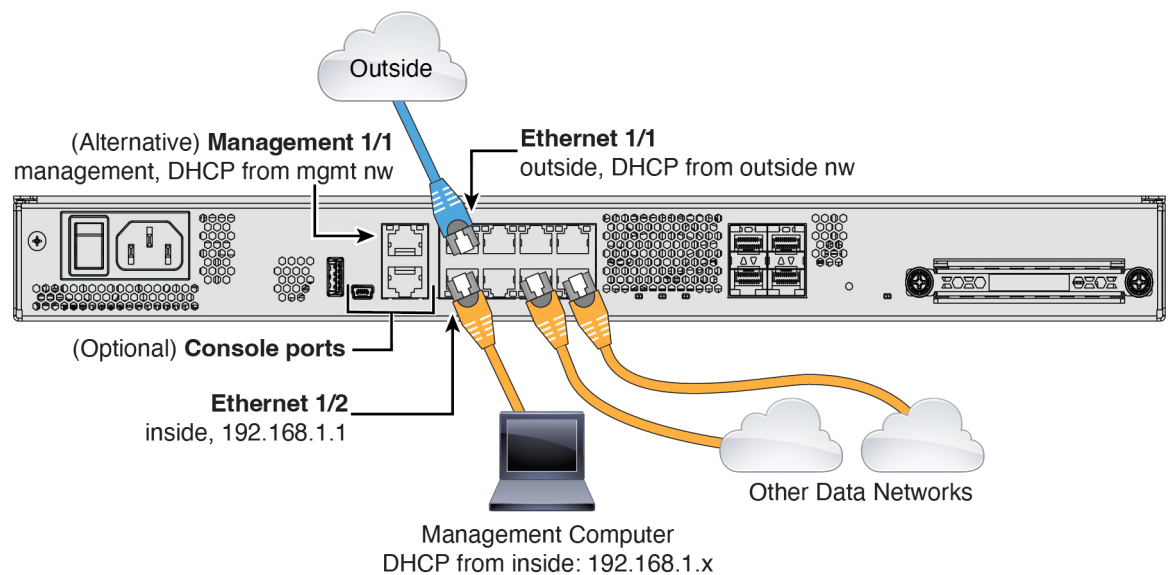 Outside
(Alternative) Management 1/1
management, DHCP from mgmt nw
Ethernet 1/1
outside, DHCP from outside nw
(Optional) Console ports
Ethernet 1/2
inside, 192.168.1.1
Other Data Networks
Management Computer
DHCP from inside: 192.168.1.x